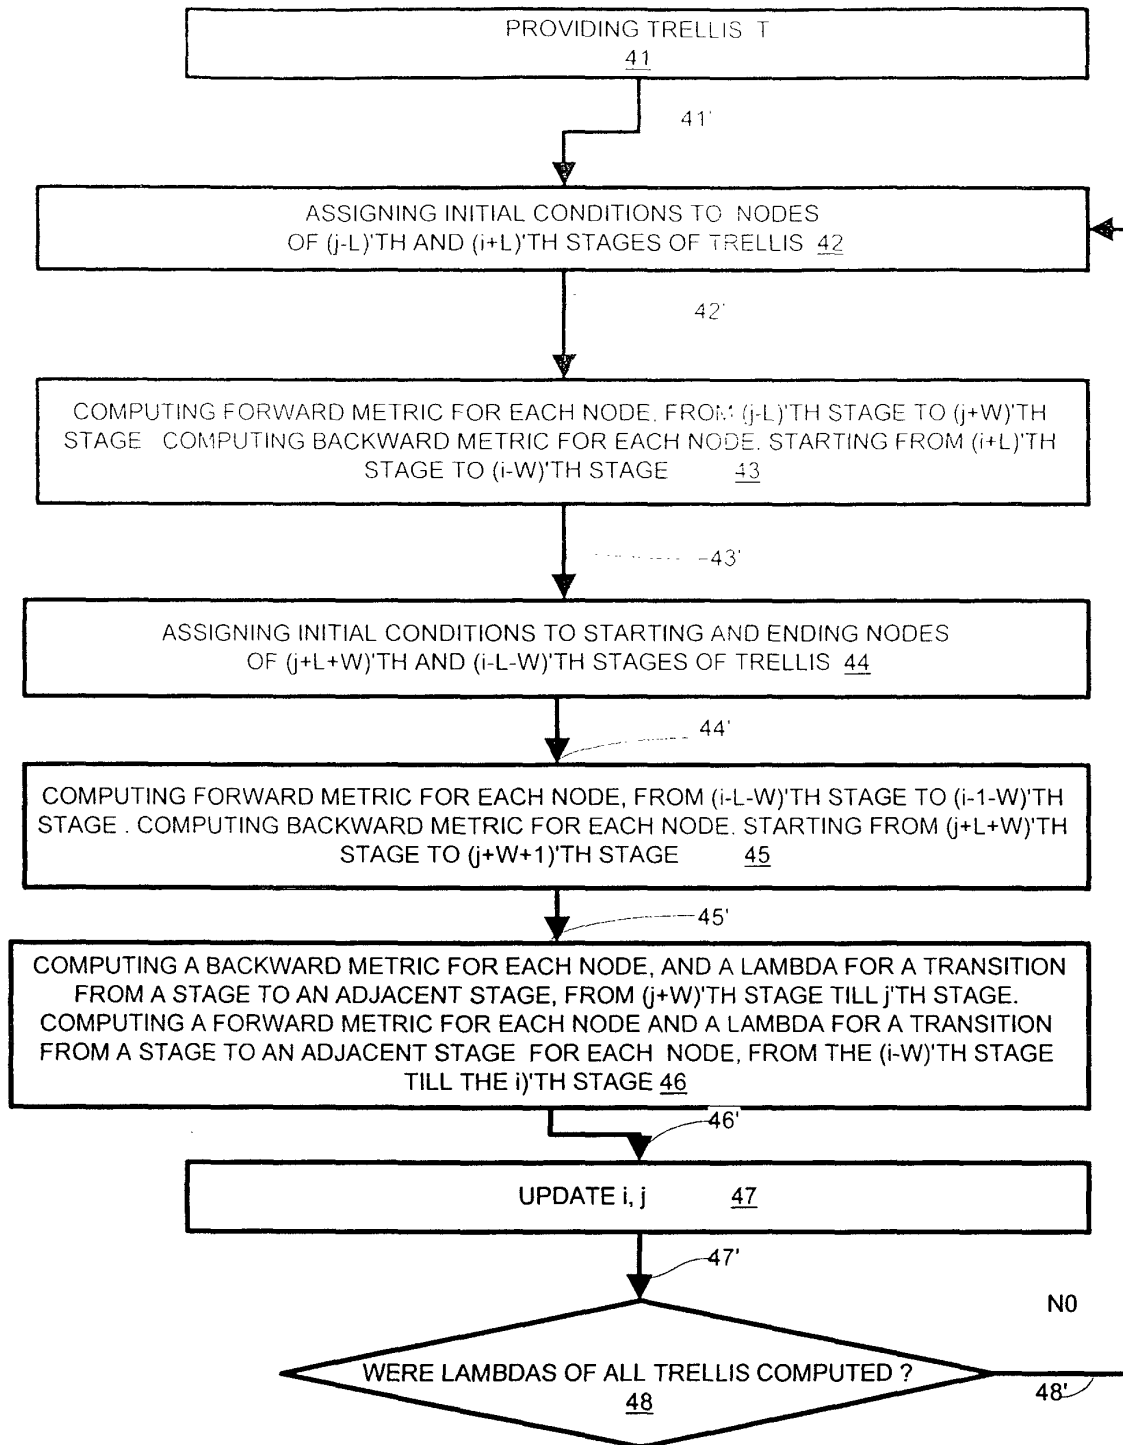 PROVIDING TRELLIS T
41
41'
ASSIGNING INITIAL CONDITIONS TO NODES
OF (j-L)'TH AND (i+L)'TH STAGES OF TRELLIS 42
42'
COMPUTING FORWARD METRIC FOR EACH NODE, FROM (j-L)'TH STAGE TO (j+W)'TH
STAGE COMPUTING BACKWARD METRIC FOR EACH NODE. STARTING FROM (i+L)'TH
STAGE TO (i-W)'TH STAGE 43
43'
ASSIGNING INITIAL CONDITIONS TO STARTING AND ENDING NODES
OF (j+L+W)'TH AND (i-L-W)'TH STAGES OF TRELLIS 44
44'
COMPUTING FORWARD METRIC FOR EACH NODE, FROM (i-L-W)'TH STAGE TO (i-1-W)'TH
STAGE . COMPUTING BACKWARD METRIC FOR EACH NODE. STARTING FROM (j+L+W)'TH
STAGE TO (j+W+1)'TH STAGE 45
45'
COMPUTING A BACKWARD METRIC FOR EACH NODE, AND A LAMBDA FOR A TRANSITION
FROM A STAGE TO AN ADJACENT STAGE, FROM (j+W)'TH STAGE TILL j'TH STAGE.
COMPUTING A FORWARD METRIC FOR EACH NODE AND A LAMBDA FOR A TRANSITION
FROM A STAGE TO AN ADJACENT STAGE FOR EACH NODE, FROM THE (i-W)'TH STAGE
TILL THE i)'TH STAGE 46
46'
UPDATE i, j 47
47'
N0
WERE LAMBDAS OF ALL TRELLIS COMPUTED ?
48
48'